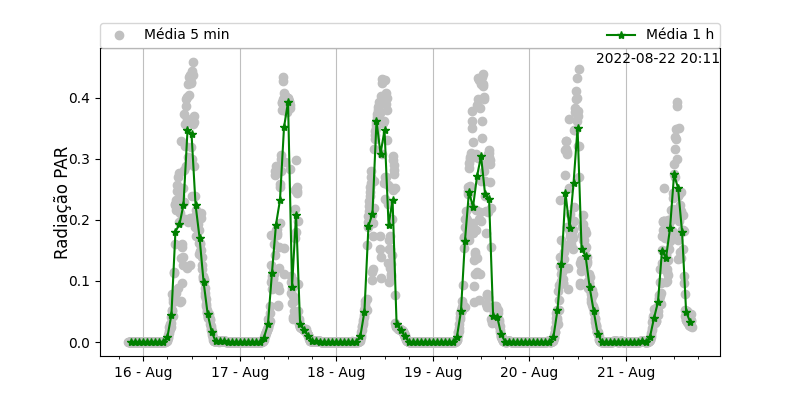 Média 5 min
Média 1 h
2022-08-22 20:11
Radiação PAR
0.4
0.3
0.2
0.1
0.0
16 - Aug
17 - Aug
18 - Aug
19 - Aug
20 - Aug
21 - Aug